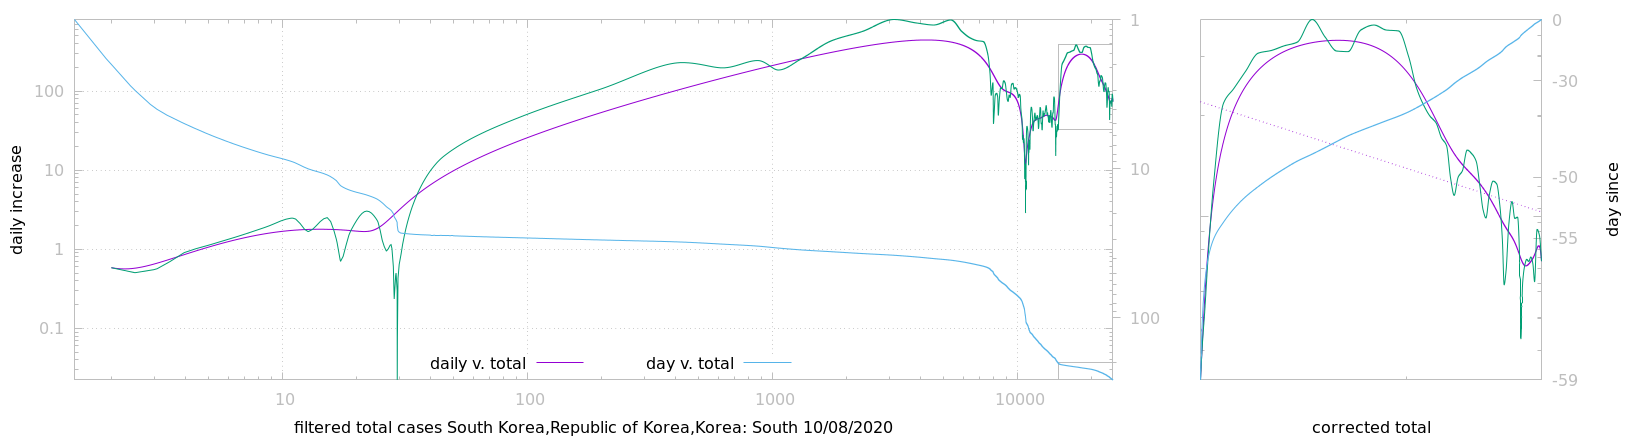 daily increase
100
10
1
0.1
daily v. total
day v. total
10
100
1000
10000
1
10
100
filtered total cases South Korea,Republic of Korea,Korea: South 10/08/2020
0
-30
-50
-55
-59
day since
corrected total